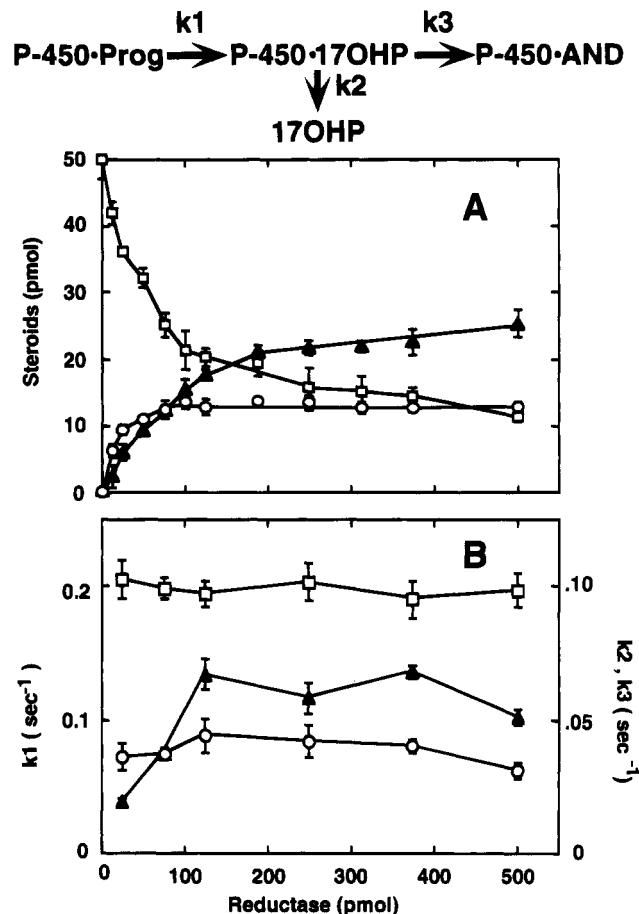 k1 k3
P-450•Prog P-450•17OHP P-450•AND
k2
17OHP
A
Steroids (pmol)
50
40
30
20
10
0
B
k1 ( sec⁻¹)
0.2
0.1
0
k2 , k3 ( sec⁻¹)
.10
.05
0
0 100 200 300 400 500
Reductase (pmol)